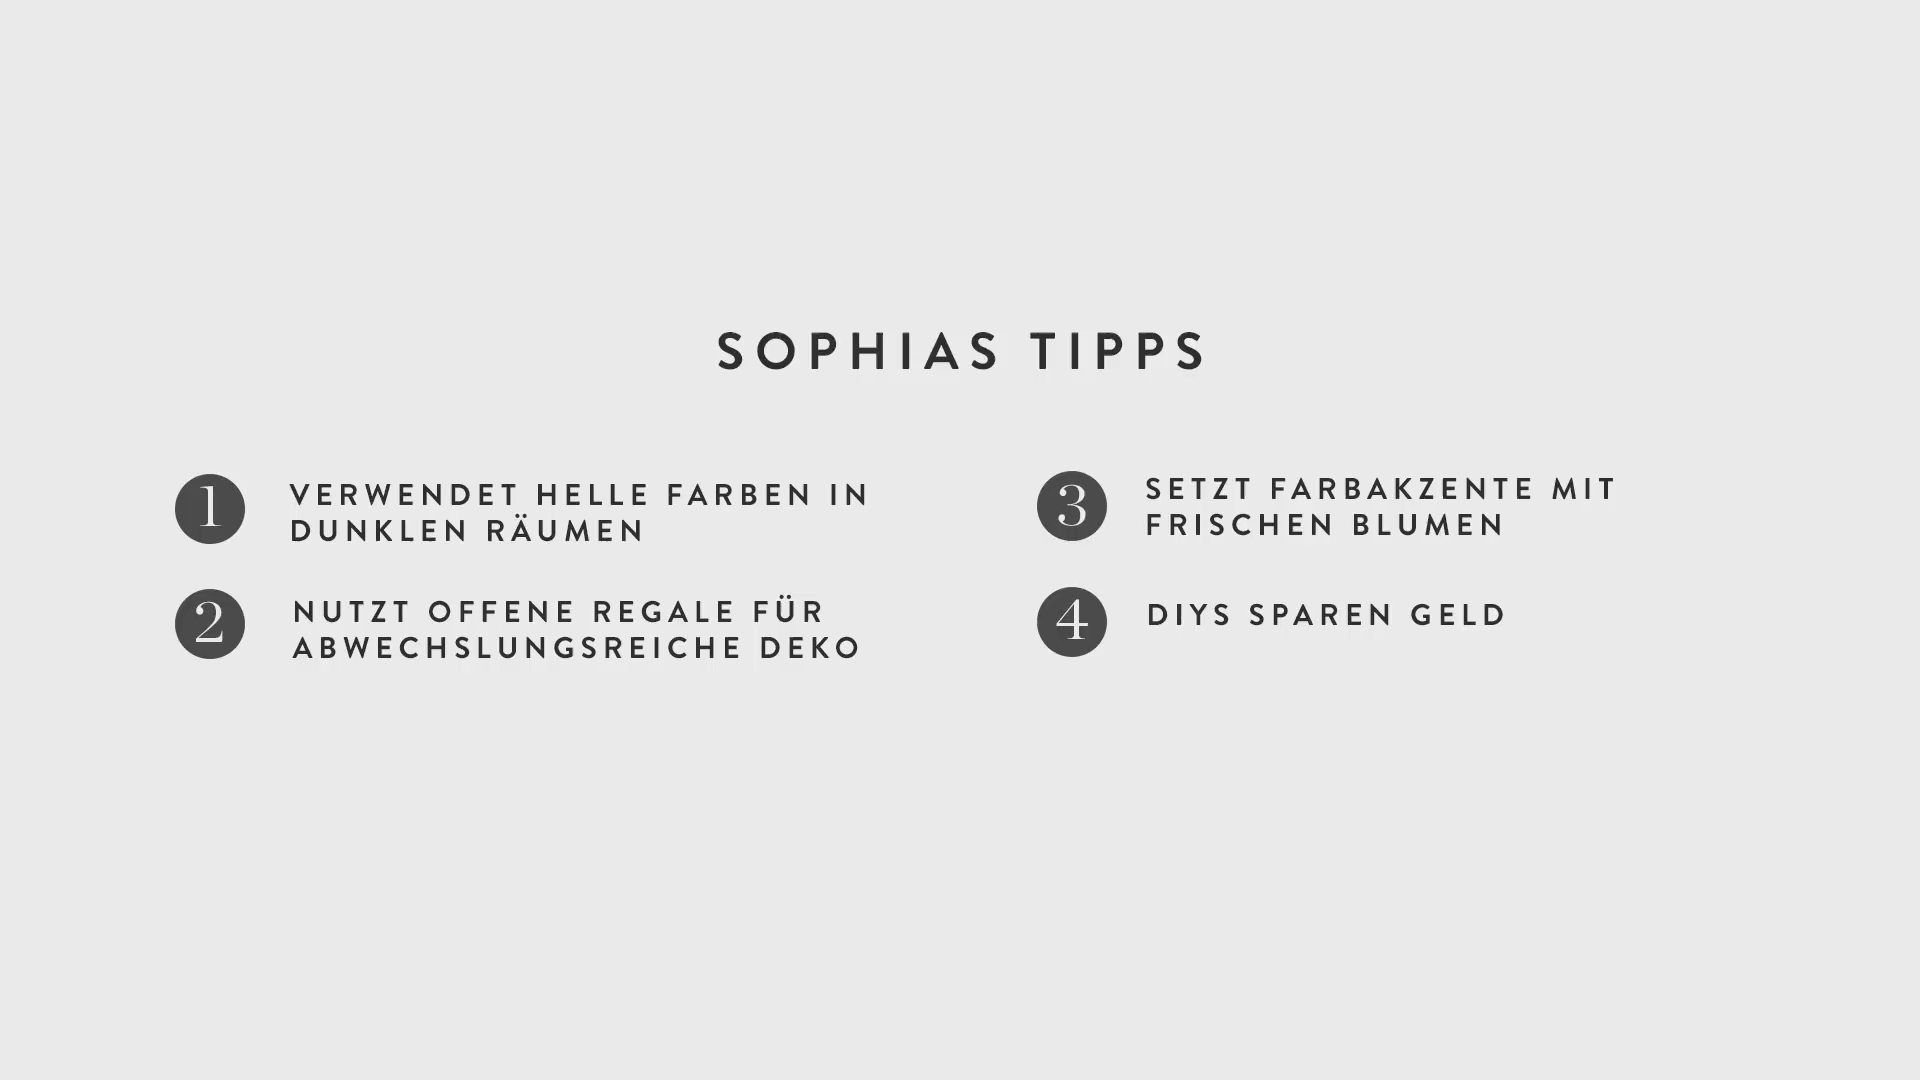 SOPHIAS TIPPS
1 VERWENDET HELLE FARBEN IN
DUNKLEN RÄUMEN
2 NUTZT OFFENE REGALE FÜR
ABWECHSLUNGSREICHE DEKO
3 SETZT FARBAKZENTE MIT
FRISCHEN BLUMEN
4 DIYS SPAREN GELD